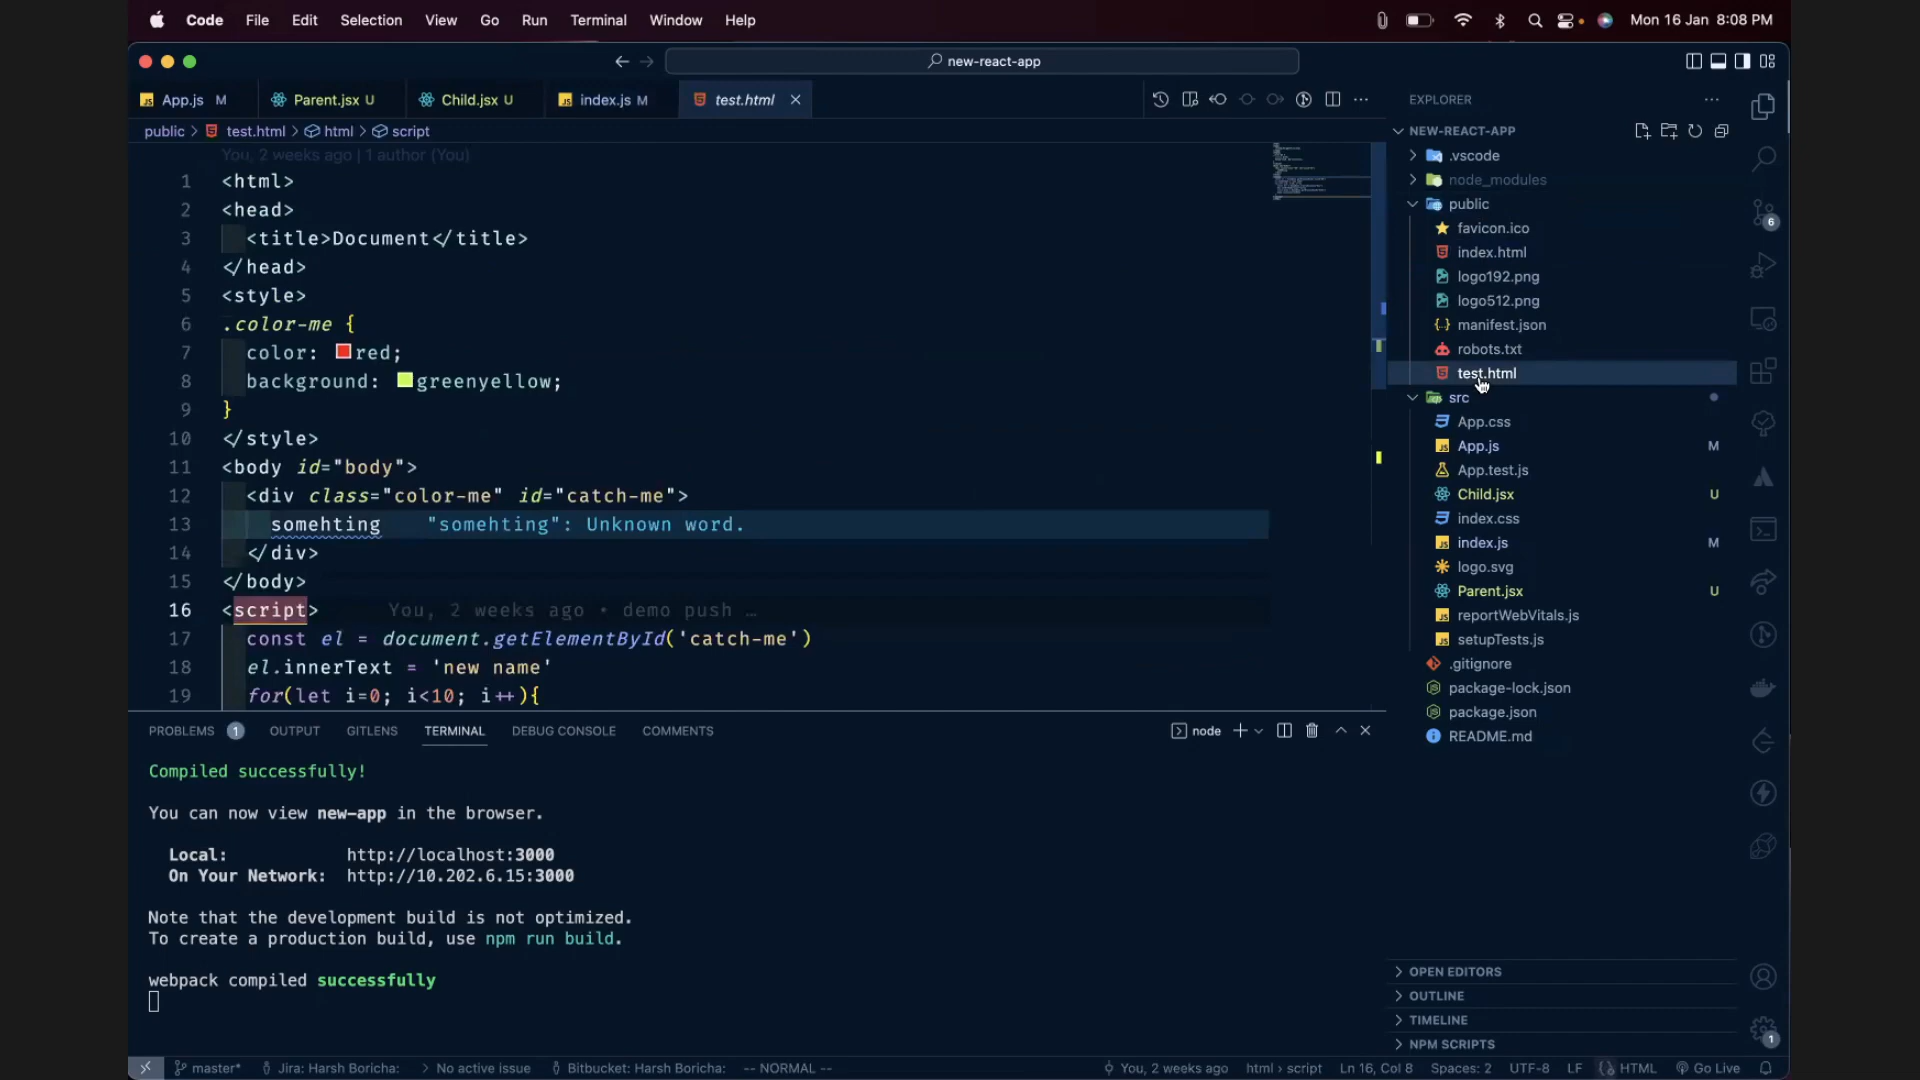 Code File Edit Selection View Go Run Terminal Window Help
Mon 16 Jan 8:08 PM
new-react-app
App.js M
Parent.jsx U
Child.jsx U
index.js M
test.html
public > test.html > html > script
You, 2 weeks ago | 1 author (You)
1 <html>
2 <head>
3 <title>Document</title>
4 </head>
5 <style>
6 .color-me {
7 color: red;
8 background: greenyellow;
9 }
10 </style>
11 <body id="body">
12 <div class="color-me" id="catch-me">
13 somehting "somehting": Unknown word.
14 </div>
15 </body>
16 <script> You, 2 weeks ago • demo push …
17 const el = document.getElementById('catch-me')
18 el.innerText = 'new name'
19 for(let i=0; i<10; i++){
PROBLEMS 1 OUTPUT GITLENS TERMINAL DEBUG CONSOLE COMMENTS
node
Compiled successfully!
You can now view new-app in the browser.
Local: http://localhost:3000
On Your Network: http://10.202.6.15:3000
Note that the development build is not optimized.
To create a production build, use npm run build.
webpack compiled successfully
EXPLORER
NEW-REACT-APP
.vscode
node_modules
public
favicon.ico
index.html
logo192.png
logo512.png
manifest.json
robots.txt
test.html
src
App.css
App.js M
App.test.js
Child.jsx U
index.css
index.js M
logo.svg
Parent.jsx U
reportWebVitals.js
setupTests.js
.gitignore
package-lock.json
package.json
README.md
OPEN EDITORS
OUTLINE
TIMELINE
NPM SCRIPTS
6
1
master* Jira: Harsh Boricha: > No active issue Bitbucket: Harsh Boricha: -- NORMAL --
You, 2 weeks ago html > script Ln 16, Col 8 Spaces: 2 UTF-8 LF HTML Go Live